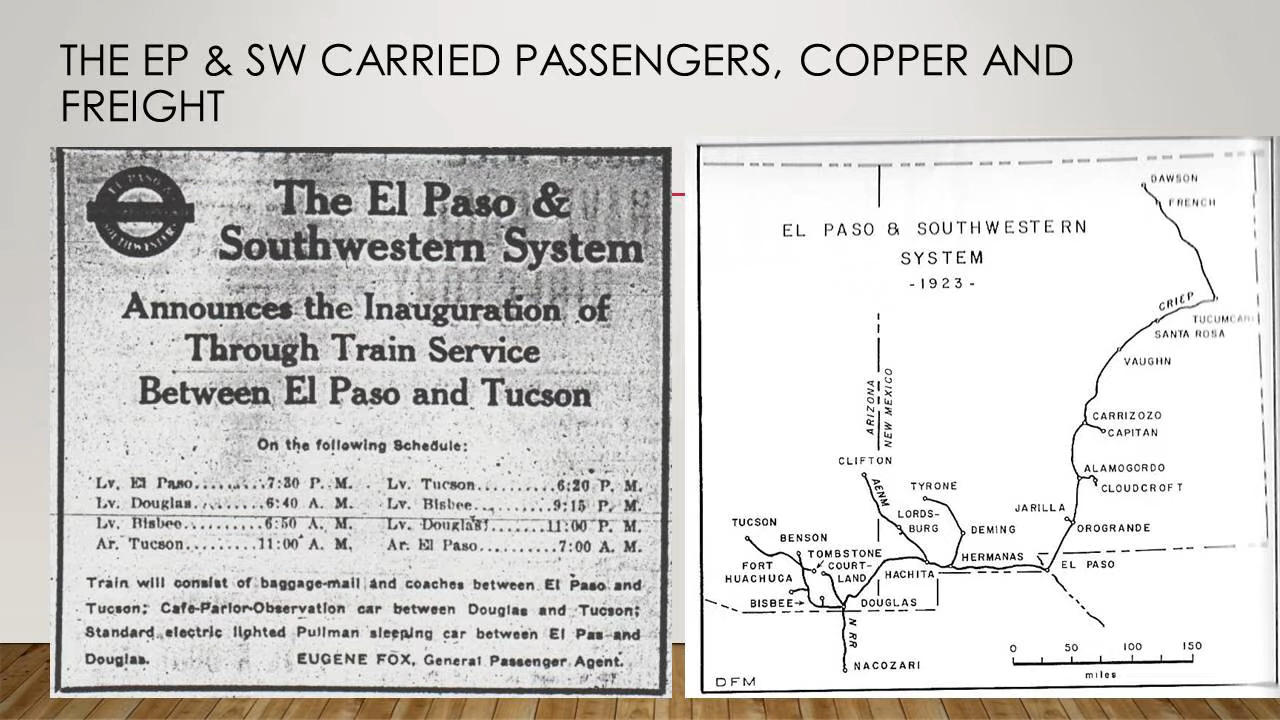 THE EP & SW CARRIED PASSENGERS, COPPER AND
FREIGHT
EL PASO &
SOUTHWESTERN
The El Paso &
Southwestern System
Announces the Inauguration of
Through Train Service
Between El Paso and Tucson
On the following Schedule:
Lv. El Paso.........7:30 P. M.
Lv. Douglas.........6:40 A. M.
Lv. Bisbee.........6:50 A. M.
Ar. Tucson.........11:00 A. M.
Lv. Tucson.........6:20 P. M.
Lv. Bisbee.........9:15 P. M.
Lv. Douglas.......11:00 P. M.
Ar. El Paso.........7:00 A. M.
Train will consist of baggage-mail and coaches between El Paso and
Tucson; Cafe-Parlor-Observation car between Douglas and Tucson;
Standard electric lighted Pullman sleeping car between El Pas and
Douglas. EUGENE FOX, General Passenger Agent.
EL PASO & SOUTHWESTERN
SYSTEM
-1923-
DAWSON
FRENCH
CRIEP
TUCUMCARI
SANTA ROSA
VAUGHN
ARIZONA
NEW MEXICO
CARRIZOZO
CAPITAN
CLIFTON
AENM
ALAMOGORDO
CLOUDCROFT
TYRONE
LORDS-
BURG
JARILLA
DEMING
OROGRANDE
TUCSON
BENSON
TOMBSTONE
COURT-
LAND
HERMANAS
EL PASO
FORT
HUACHUCA
HACHITA
BISBEE
DOUGLAS
N RR
NACOZARI
0 50 100 150
miles
DFM